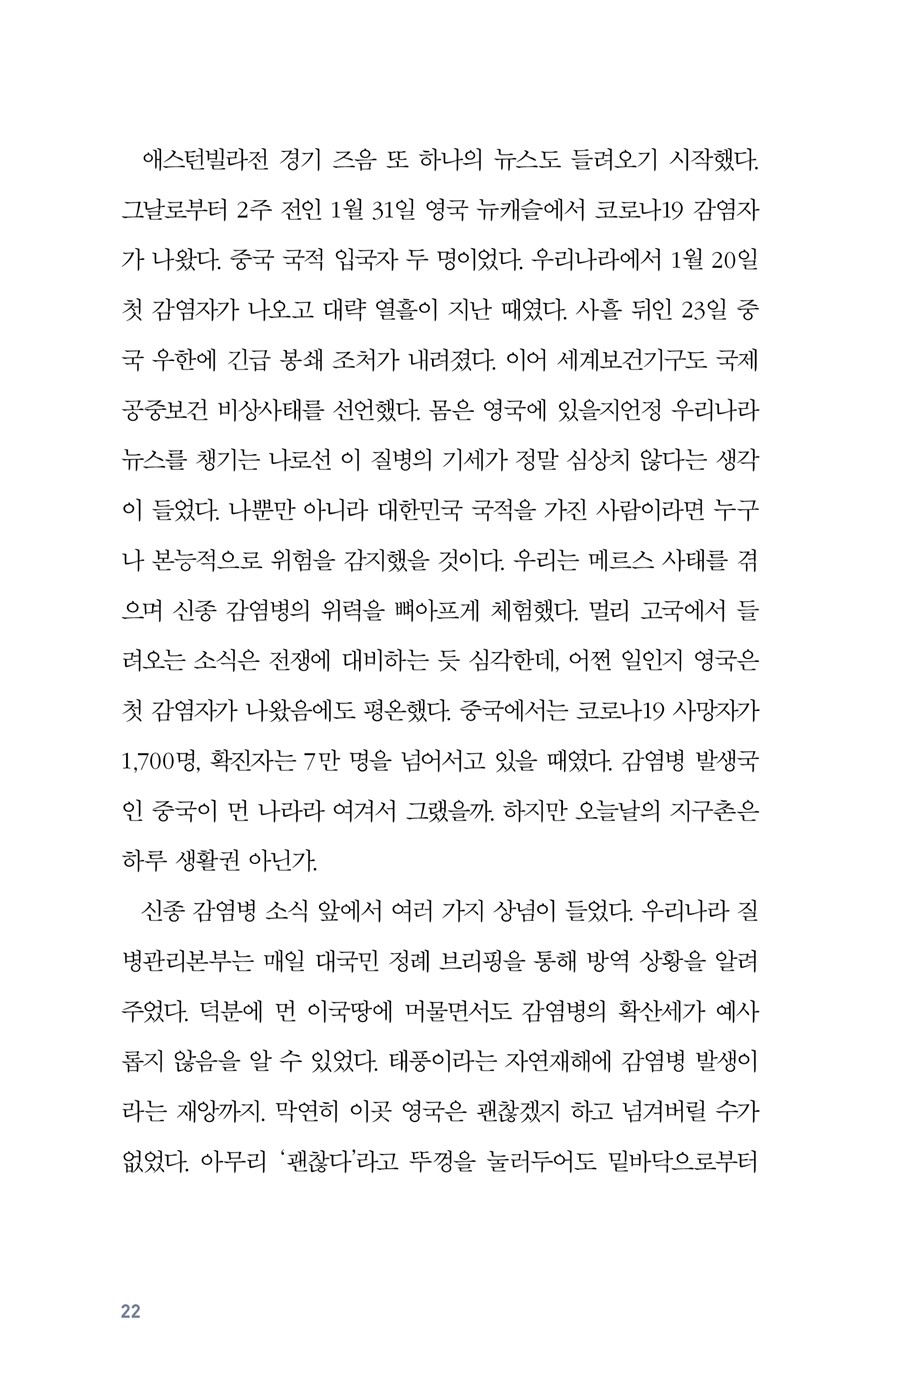 애스턴빌라전 경기 즈음 또 하나의 뉴스도 들려오기 시작했다.
그날로부터 2주 전인 1월 31일 영국 뉴캐슬에서 코로나19 감염자
가 나왔다. 중국 국적 입국자 두 명이었다. 우리나라에서 1월 20일
첫 감염자가 나오고 대략 열흘이 지난 때였다. 사흘 뒤인 23일 중
국 우한에 긴급 봉쇄 조처가 내려졌다. 이어 세계보건기구도 국제
공중보건 비상사태를 선언했다. 몸은 영국에 있을지언정 우리나라
뉴스를 챙기는 나로선 이 질병의 기세가 정말 심상치 않다는 생각
이 들었다. 나뿐만 아니라 대한민국 국적을 가진 사람이라면 누구
나 본능적으로 위험을 감지했을 것이다. 우리는 메르스 사태를 겪
으며 신종 감염병의 위력을 뼈아프게 체험했다. 멀리 고국에서 들
려오는 소식은 전쟁에 대비하는 듯 심각한데, 어쩐 일인지 영국은
첫 감염자가 나왔음에도 평온했다. 중국에서는 코로나19 사망자가
1,700명, 확진자는 7만 명을 넘어서고 있을 때였다. 감염병 발생국
인 중국이 먼 나라라 여겨서 그랬을까. 하지만 오늘날의 지구촌은
하루 생활권 아닌가.
신종 감염병 소식 앞에서 여러 가지 상념이 들었다. 우리나라 질
병관리본부는 매일 대국민 정례 브리핑을 통해 방역 상황을 알려
주었다. 덕분에 먼 이국땅에 머물면서도 감염병의 확산세가 예사
롭지 않음을 알 수 있었다. 태풍이라는 자연재해에 감염병 발생이
라는 재앙까지. 막연히 이곳 영국은 괜찮겠지 하고 넘겨버릴 수가
없었다. 아무리 ‘괜찮다’라고 뚜껑을 눌러두어도 밑바닥으로부터
22